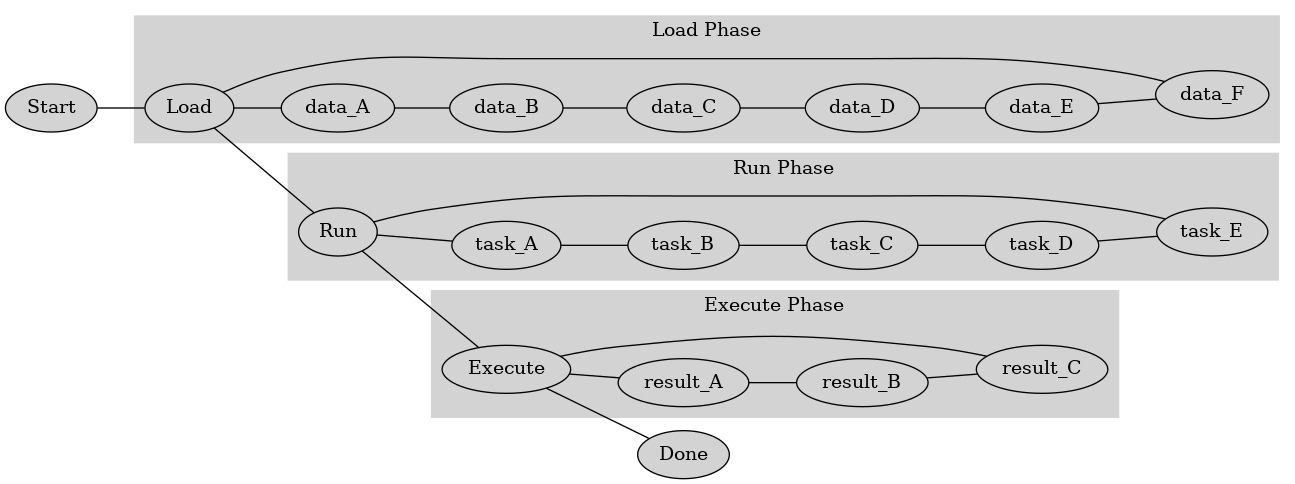 Load Phase
Start
Load
data_A
data_B
data_C
data_D
data_E
data_F
Run Phase
Run
task_A
task_B
task_C
task_D
task_E
Execute Phase
Execute
result_A
result_B
result_C
Done